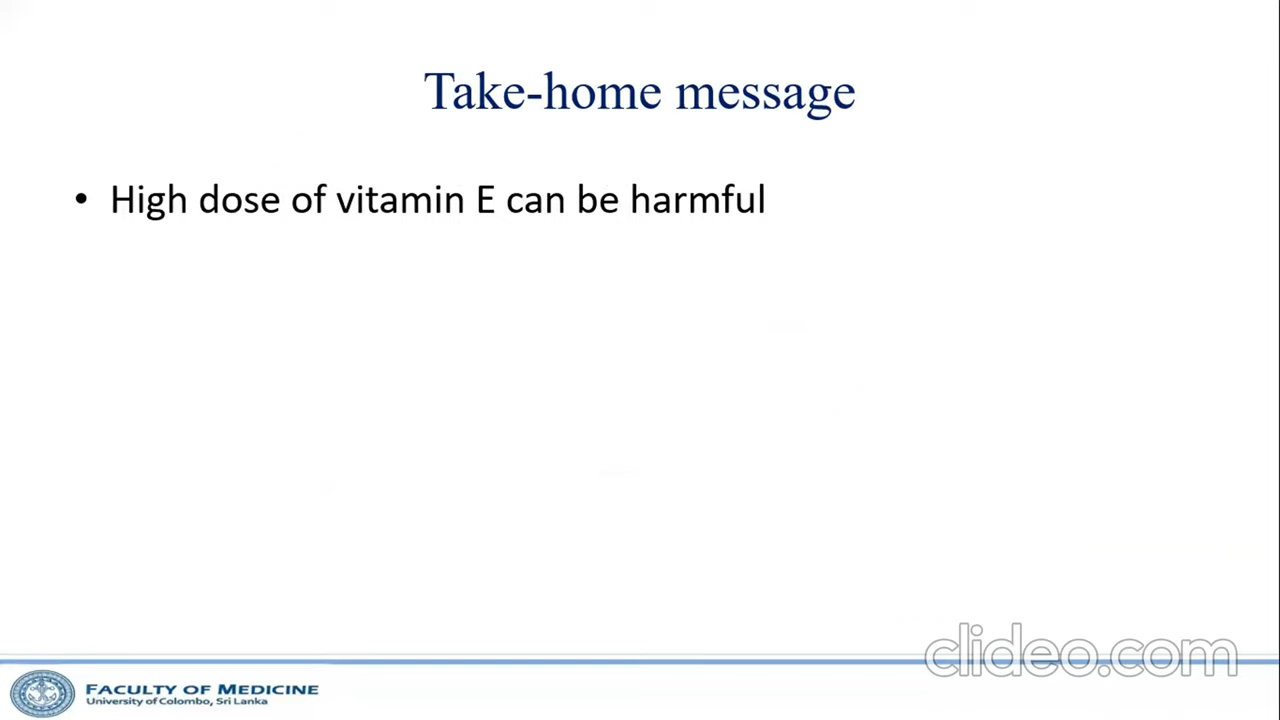 Take-home message
• High dose of vitamin E can be harmful
clideo.com
FACULTY OF MEDICINE
University of Colombo, Sri Lanka